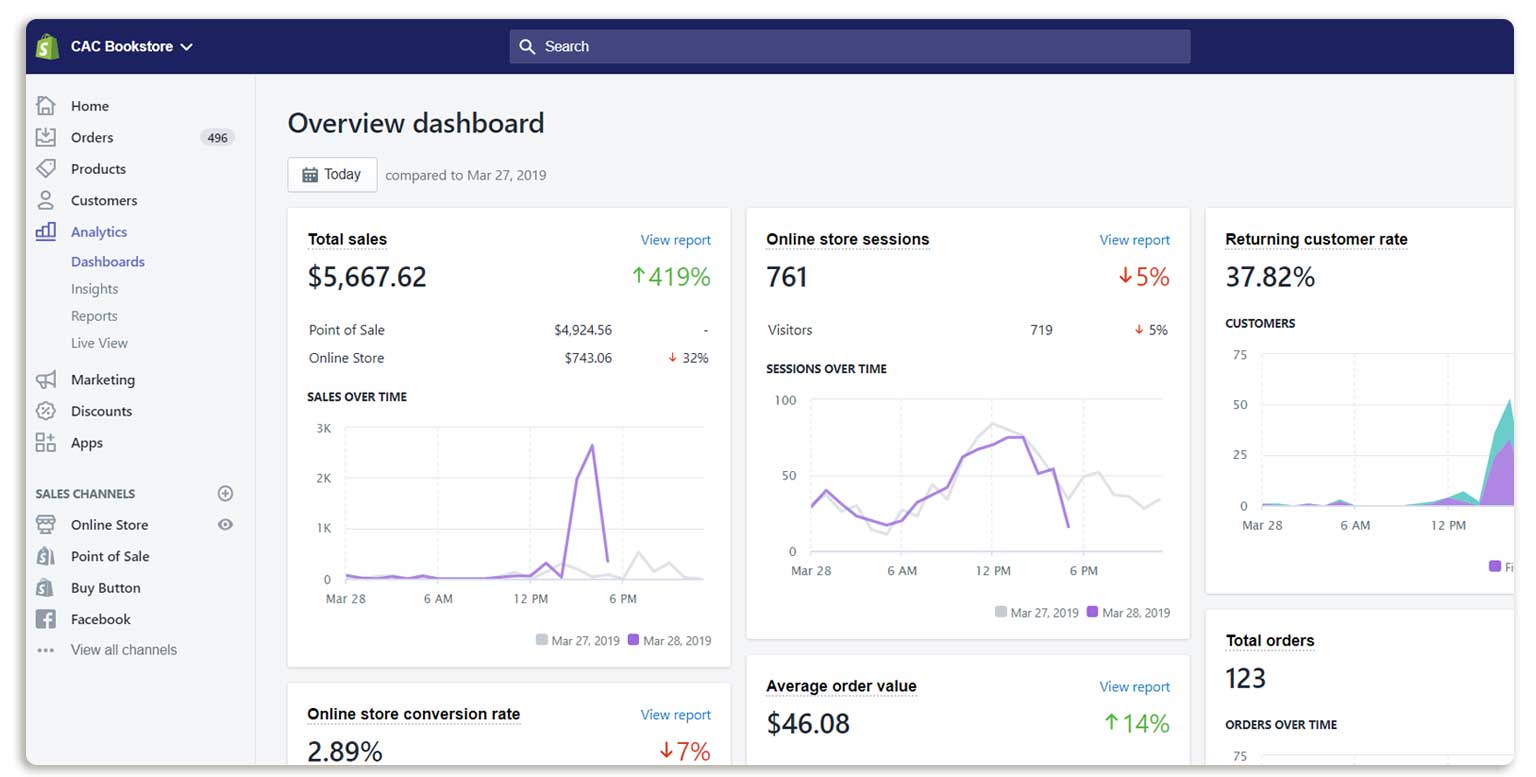 CAC Bookstore
Search
Home
Orders 496
Products
Customers
Analytics
Dashboards
Insights
Reports
Live View
Marketing
Discounts
Apps
SALES CHANNELS
Online Store
Point of Sale
Buy Button
Facebook
View all channels
Overview dashboard
Today compared to Mar 27, 2019
Total sales View report
$5,667.62 ↑419%
Point of Sale $4,924.56 -
Online Store $743.06 ↓ 32%
SALES OVER TIME
3K
2K
1K
0
Mar 28 6 AM 12 PM 6 PM
Mar 27, 2019 Mar 28, 2019
Online store conversion rate View report
2.89% ↓7%
Online store sessions View report
761 ↓5%
Visitors 719 ↓ 5%
SESSIONS OVER TIME
100
50
0
Mar 28 6 AM 12 PM 6 PM
Mar 27, 2019 Mar 28, 2019
Average order value View report
$46.08 ↑14%
Returning customer rate
37.82%
CUSTOMERS
75
50
25
0
Mar 28 6 AM 12 PM
Total orders
123
ORDERS OVER TIME
75